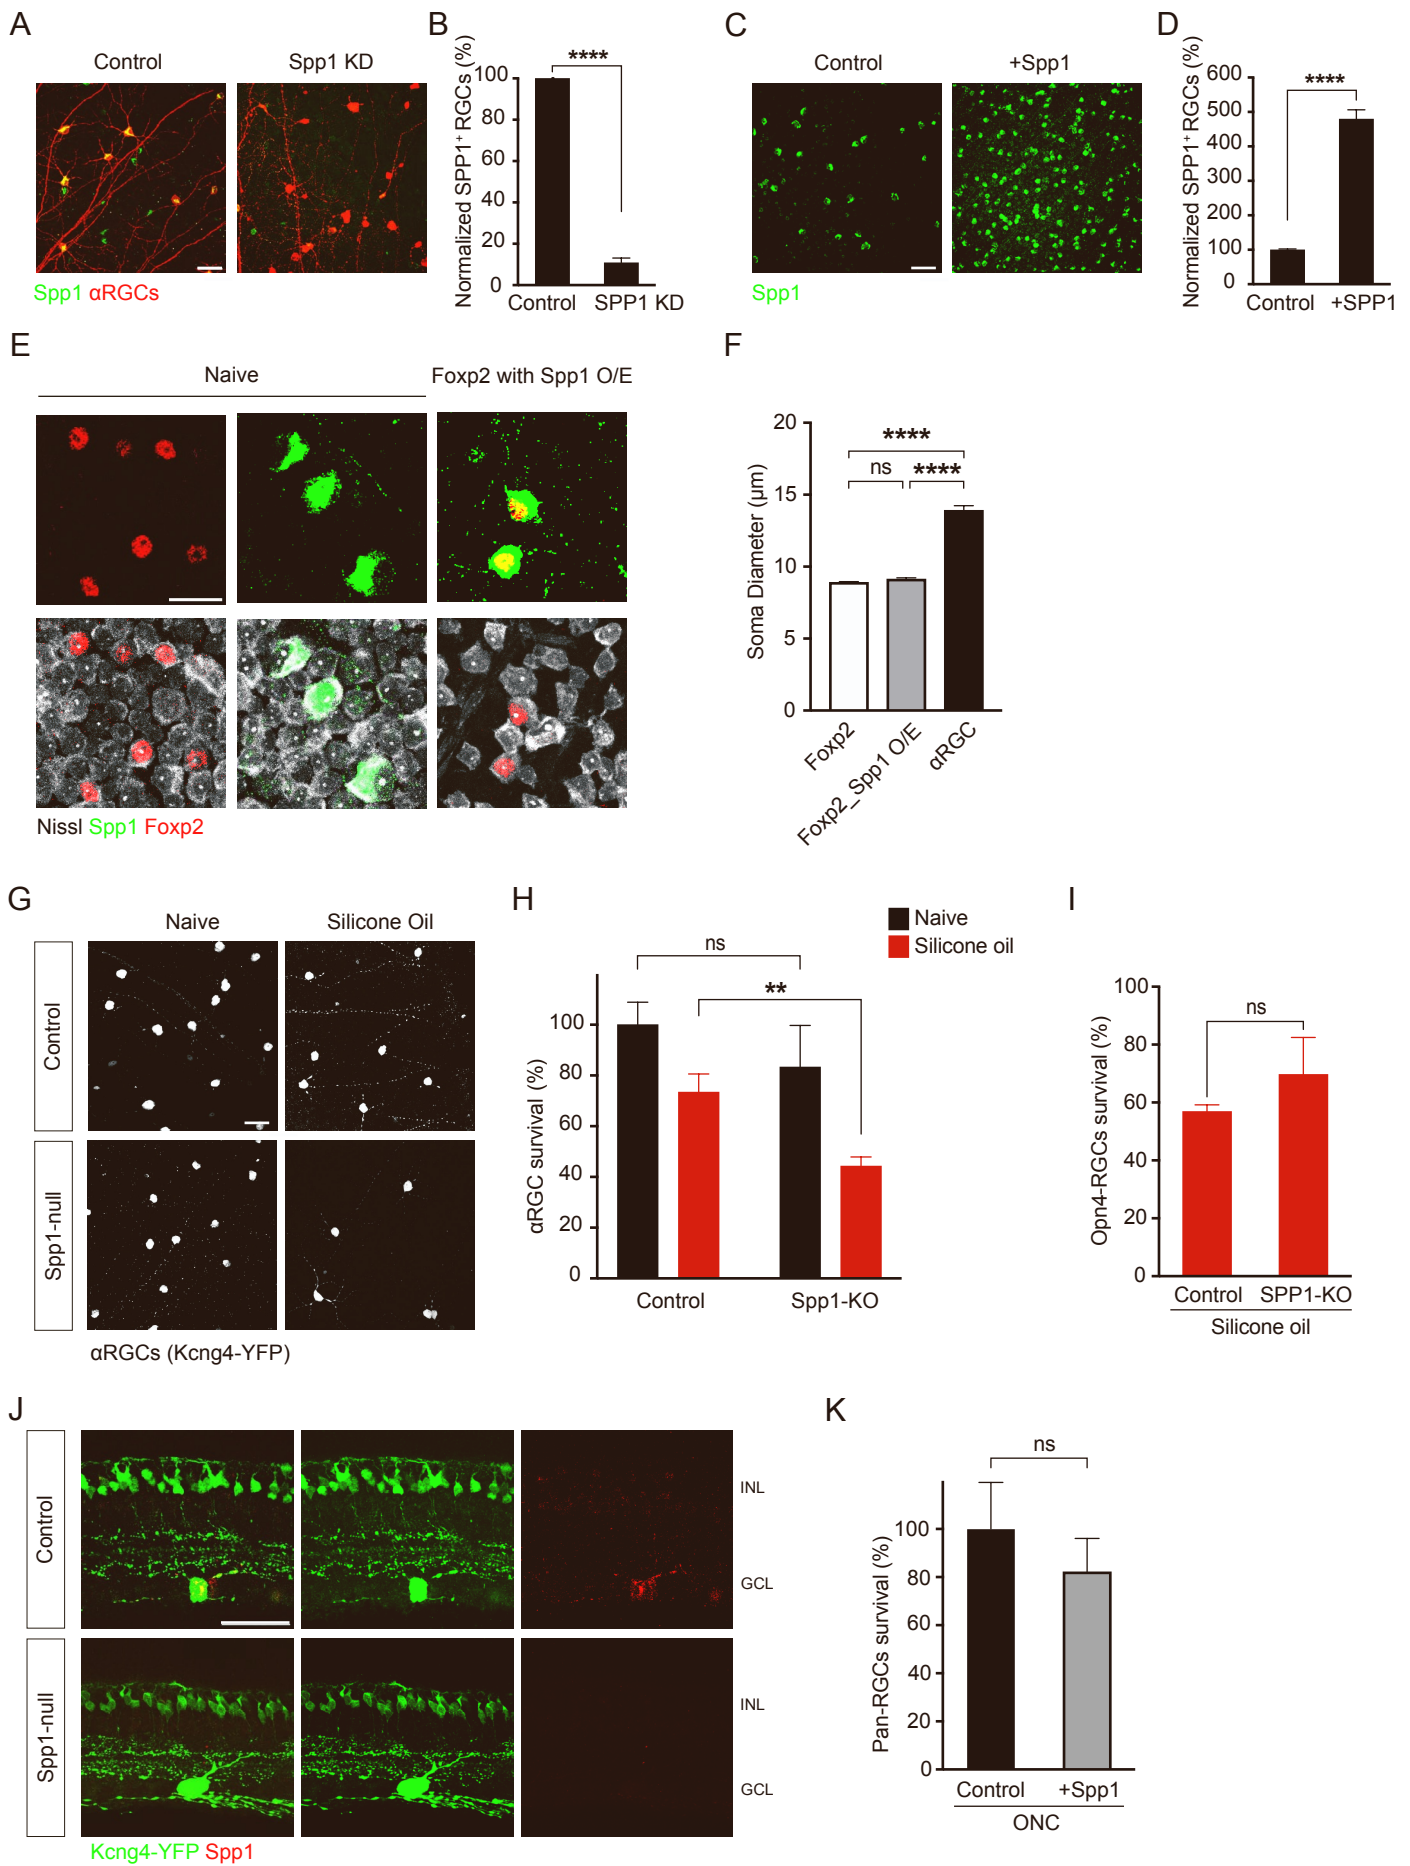 A
Control
Spp1 KD
Spp1 αRGCs
B
Normalized SPP1⁺ RGCs (%)
100
80
60
40
20
0
****
Control
SPP1 KD
C
Control
+Spp1
Spp1
D
Normalized SPP1⁺ RGCs (%)
600
500
400
300
200
100
0
****
Control
+SPP1
E
Naive
Foxp2 with Spp1 O/E
Nissl Spp1 Foxp2
F
Soma Diameter (µm)
20
15
10
5
0
****
ns
****
Foxp2
Foxp2_Spp1 O/E
αRGC
G
Naive
Silicone Oil
Control
Spp1-null
αRGCs (Kcng4-YFP)
H
Naive
Silicone oil
αRGC survival (%)
100
80
60
40
20
0
ns
**
Control
Spp1-KO
I
Opn4-RGCs survival (%)
100
80
60
40
20
0
ns
Control
SPP1-KO
Silicone oil
J
Control
INL
GCL
Spp1-null
INL
GCL
Kcng4-YFP Spp1
K
Pan-RGCs survival (%)
100
80
60
40
20
0
ns
Control
+Spp1
ONC